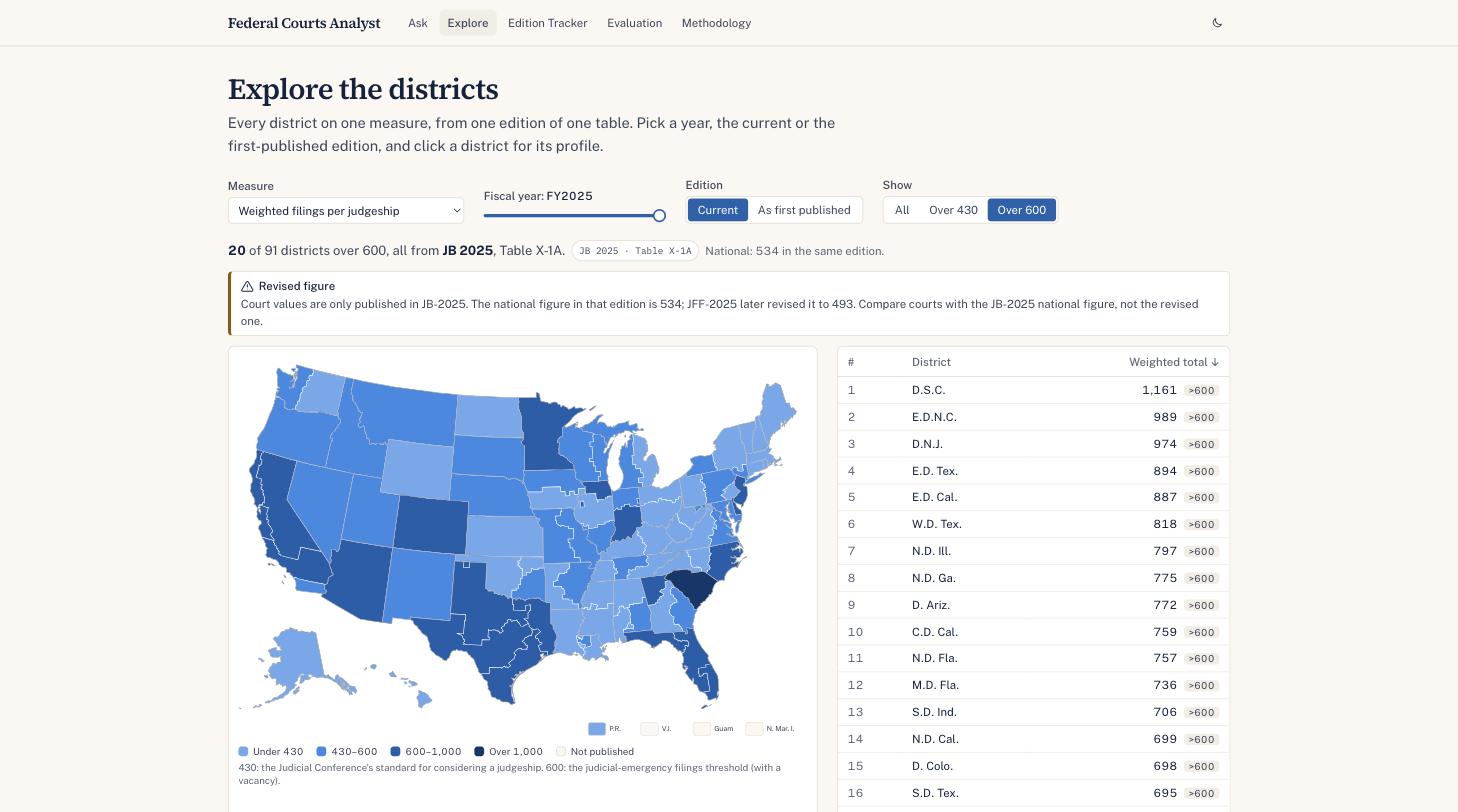 Federal Courts Analyst
Ask
Explore
Edition Tracker
Evaluation
Methodology
Explore the districts
Every district on one measure, from one edition of one table. Pick a year, the current or the
first-published edition, and click a district for its profile.
Measure
Weighted filings per judgeship
Fiscal year: FY2025
Edition
Current
As first published
Show
All
Over 430
Over 600
20 of 91 districts over 600, all from JB 2025, Table X-1A. JB 2025 · Table X-1A National: 534 in the same edition.
Revised figure
Court values are only published in JB-2025. The national figure in that edition is 534; JFF-2025 later revised it to 493. Compare courts with the JB-2025 national figure, not the revised
one.
P.R.
V.I.
Guam
N. Mar. I.
Under 430
430–600
600–1,000
Over 1,000
Not published
430: the Judicial Conference's standard for considering a judgeship. 600: the judicial-emergency filings threshold (with a
vacancy).
# District Weighted total ↓
1 D.S.C. 1,161 >600
2 E.D.N.C. 989 >600
3 D.N.J. 974 >600
4 E.D. Tex. 894 >600
5 E.D. Cal. 887 >600
6 W.D. Tex. 818 >600
7 N.D. Ill. 797 >600
8 N.D. Ga. 775 >600
9 D. Ariz. 772 >600
10 C.D. Cal. 759 >600
11 N.D. Fla. 757 >600
12 M.D. Fla. 736 >600
13 S.D. Ind. 706 >600
14 N.D. Cal. 699 >600
15 D. Colo. 698 >600
16 S.D. Tex. 695 >600